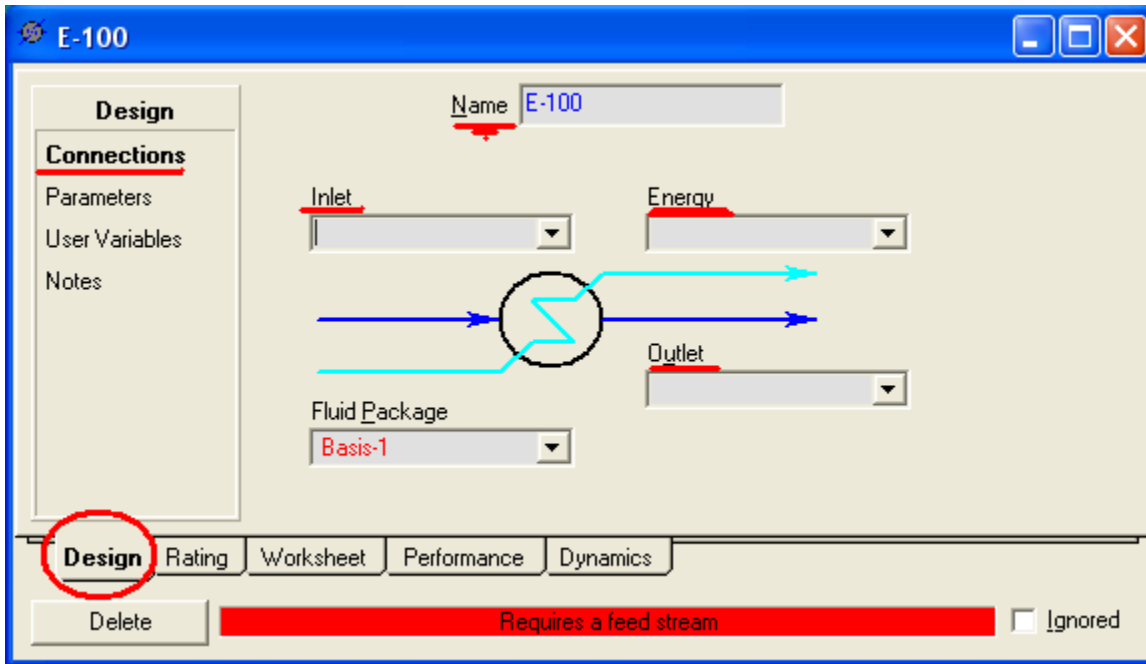 E-100
Design
Name E-100
Connections
Parameters
User Variables
Notes
Inlet
Energy
Outlet
Fluid Package
Basis-1
Design Rating Worksheet Performance Dynamics
Delete Requires a feed stream Ignored